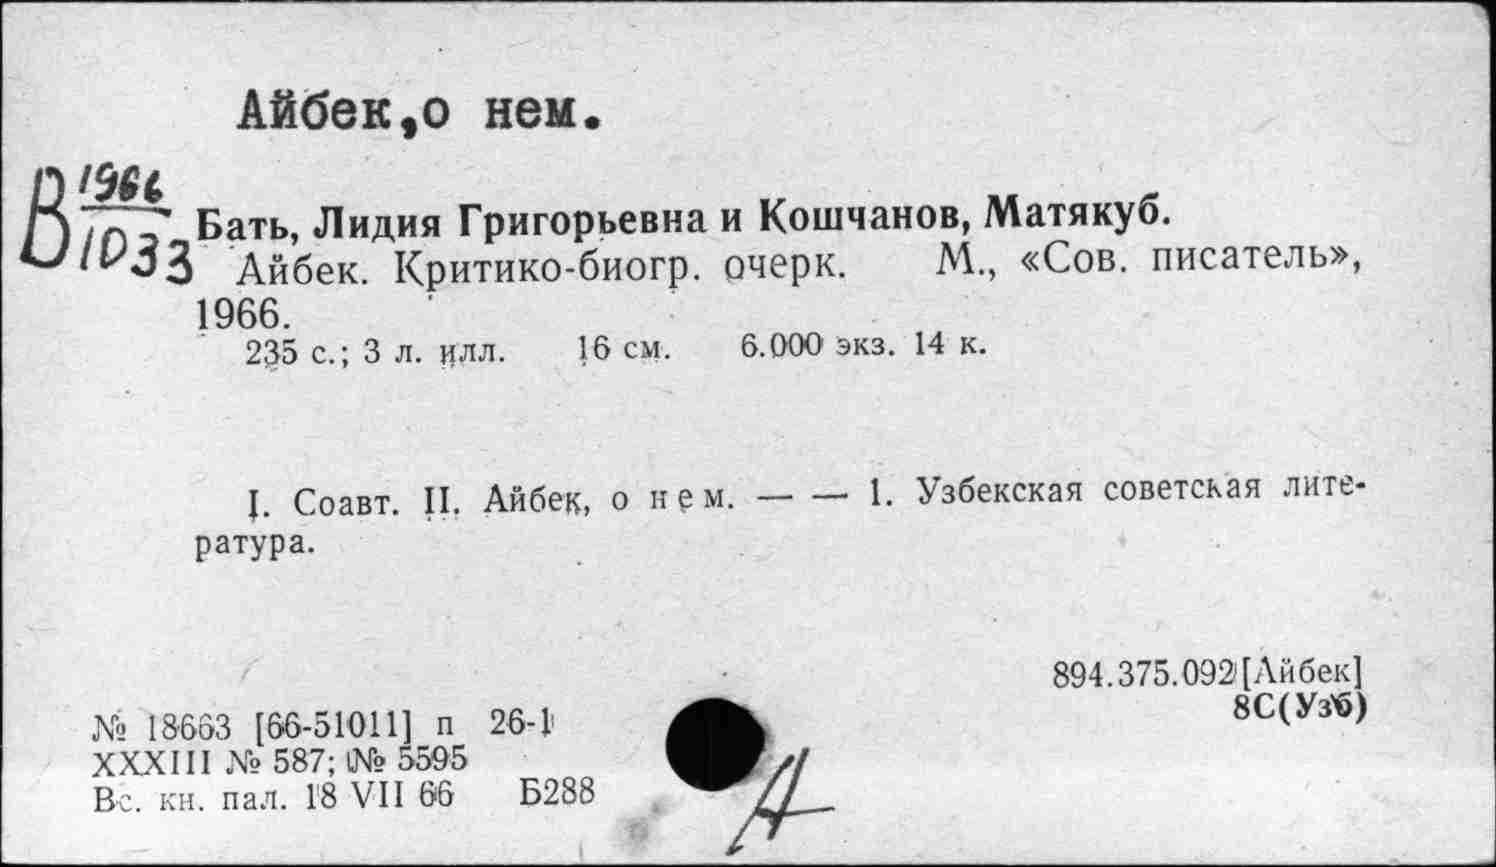 Айбек,о нем.
В 1966
1033
Бать, Лидия Григорьевна и Кошчанов, Матякуб.
Айбек. Критико-биогр. очерк. М., «Сов. писатель»,
1966.
235 с.; 3 л. илл. 16 см. 6.000 экз. 14 к.
I. Соавт. II. Айбек, о нем. — — 1. Узбекская советская лите-
ратура.
894.375.092[Айбек]
8С(Узб)
№ 18663 [66-51011] п 26-1
XXXIII № 587; № 5595
Вс. кн. пал. 18 VII 66 Б288